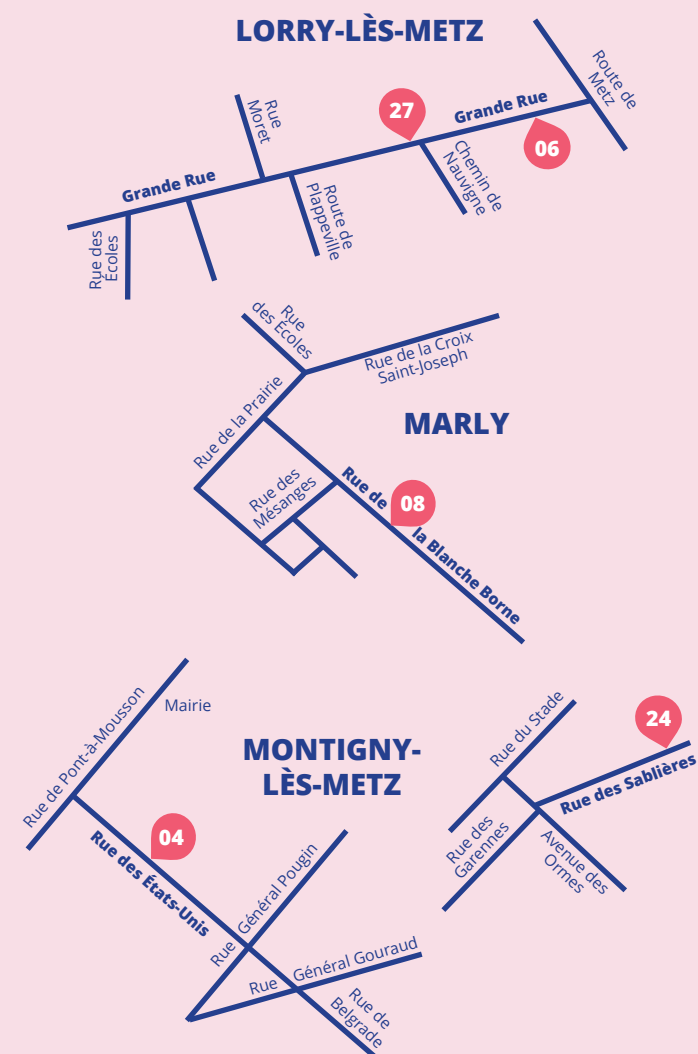 LORRY-LÈS-METZ
Route de
Metz
27
Grande Rue
06
Rue
Moret
Chemin de
Nauvigne
Grande Rue
Route de
Plappeville
Rue des
Écoles
Rue
des Écoles
Rue de la Croix
Saint-Joseph
Rue de la Prairie
MARLY
Rue des
Mésanges
Rue de
08
la Blanche Borne
Rue de Pont-à-Mousson
Mairie
MONTIGNY-
LÈS-METZ
04
Rue des États-Unis
Rue Général Pougin
Rue Général Gouraud
Rue de
Belgrade
Rue du Stade
24
Rue des Sablières
Rue des
Garennes
Avenue des
Ormes